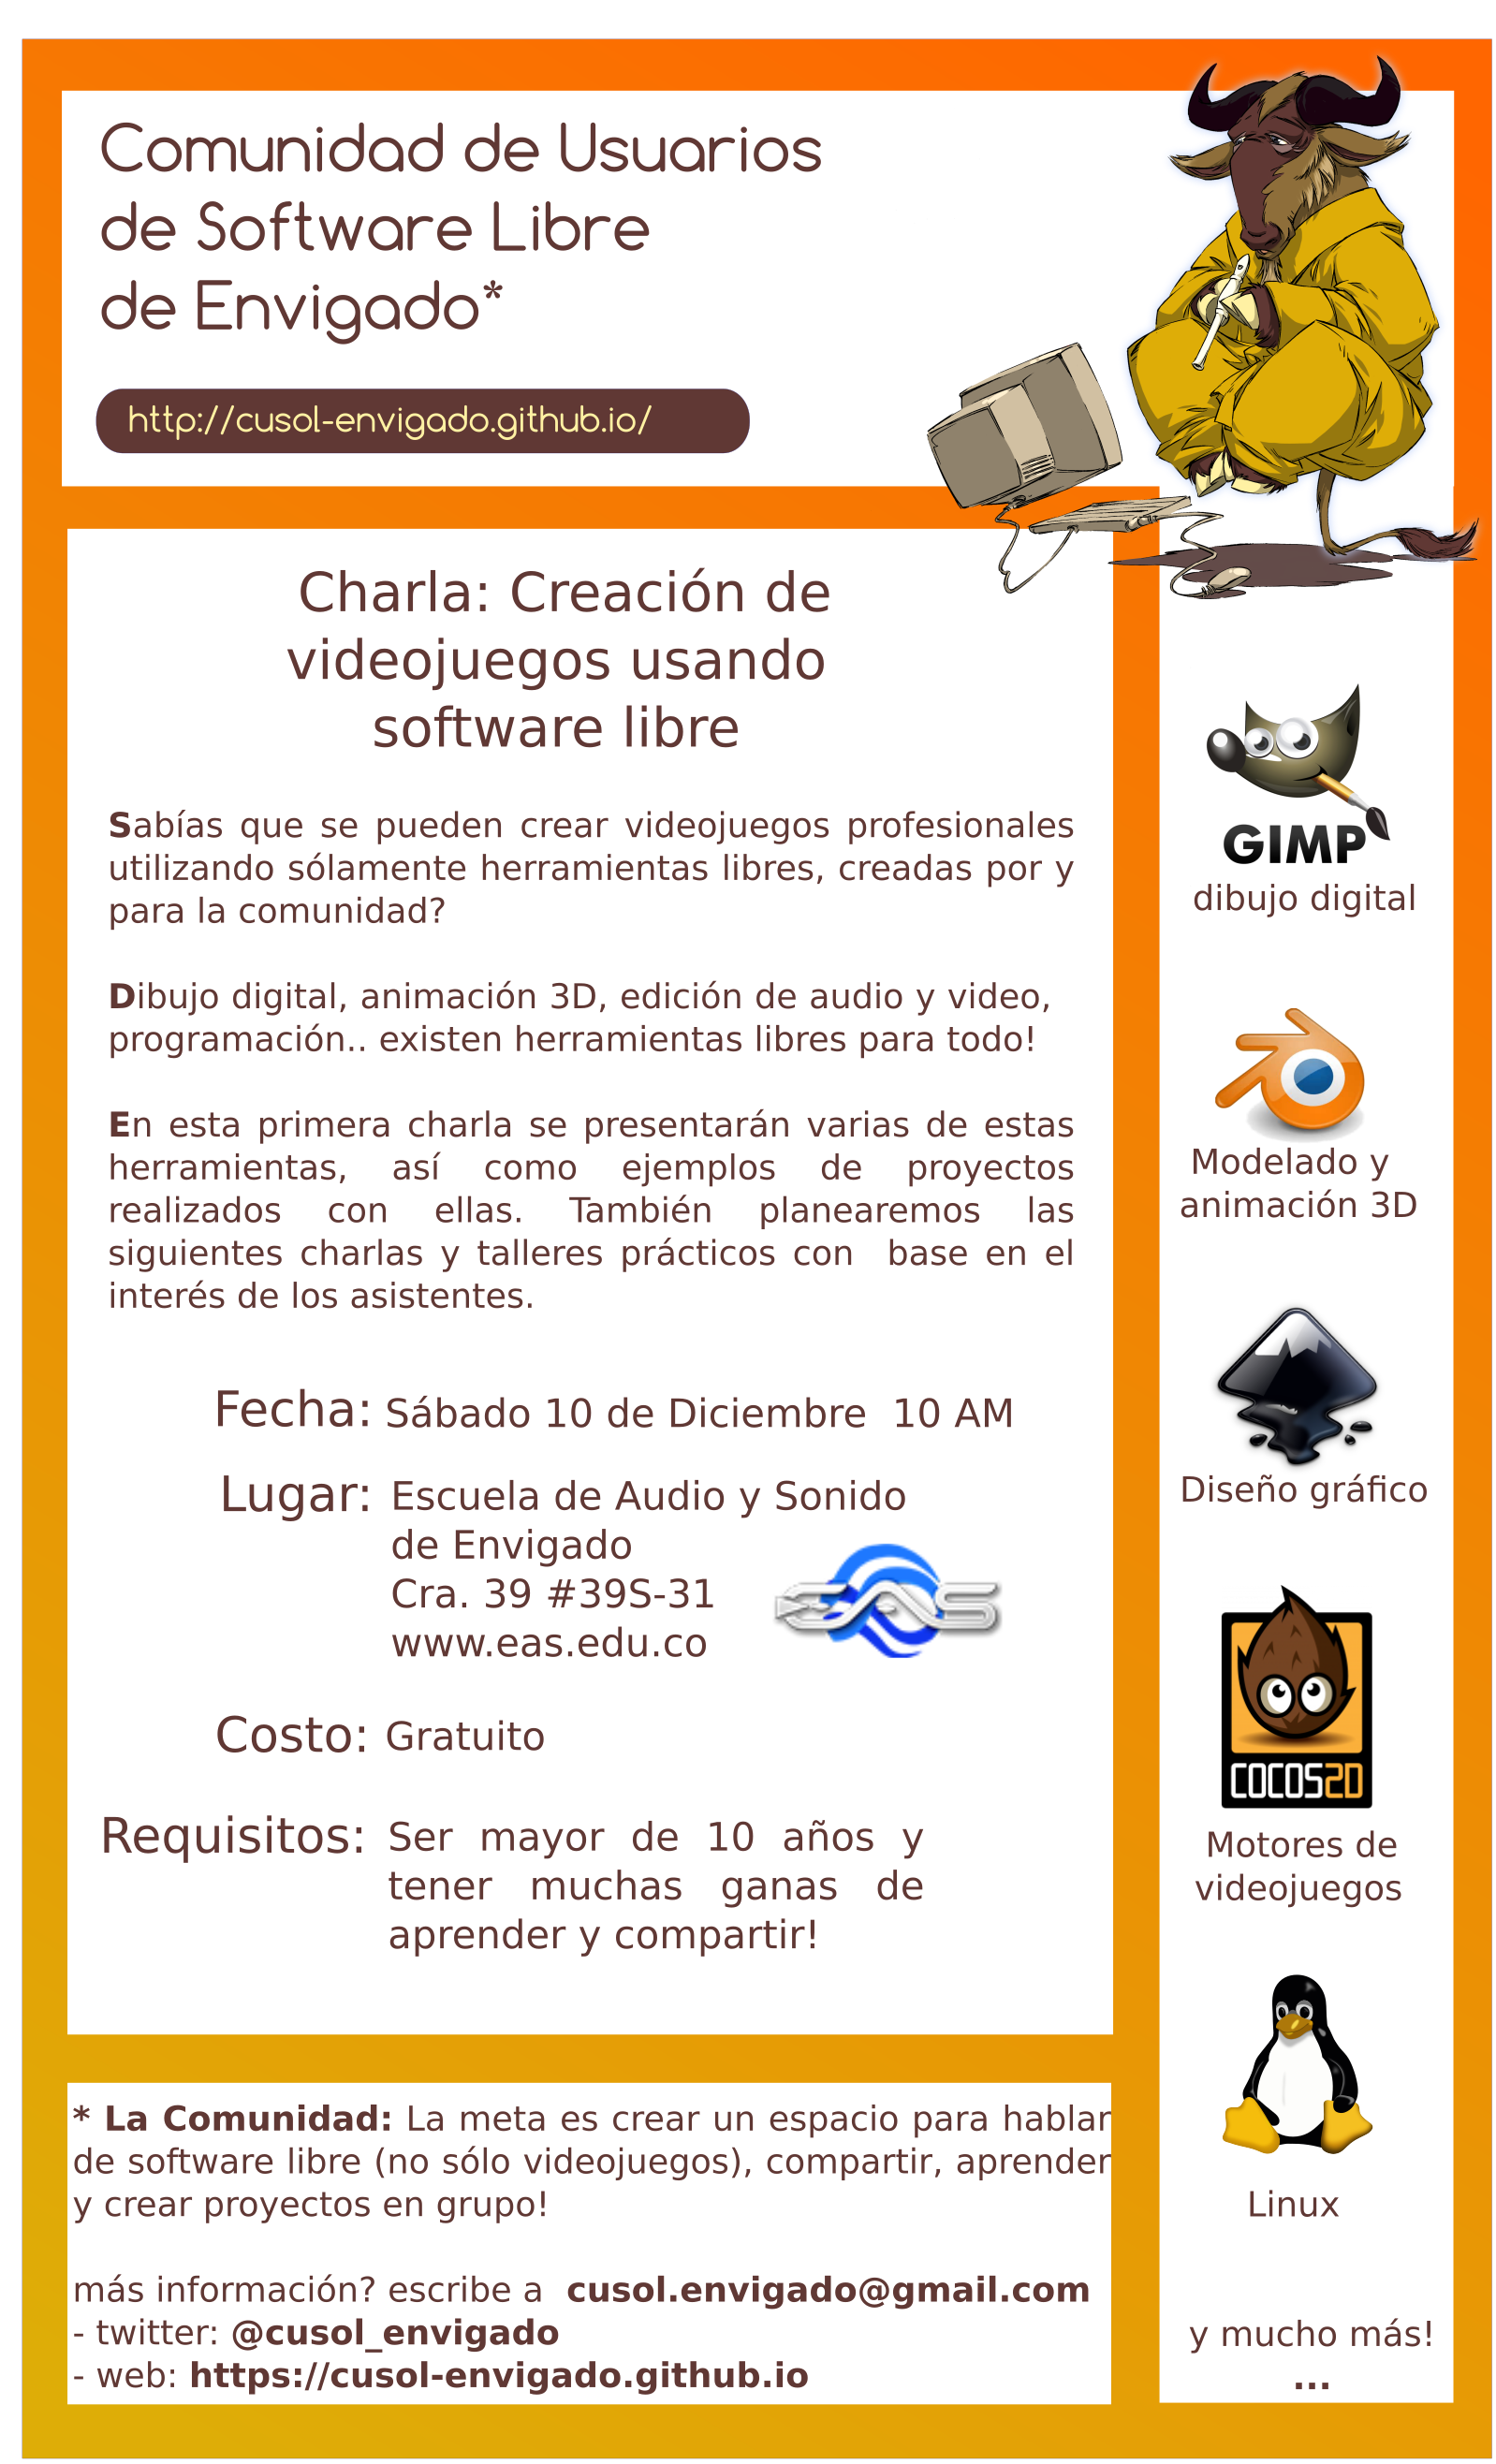 Comunidad de Usuarios
de Software Libre
de Envigado*
http://cusol-envigado.github.io/
Charla: Creación de
videojuegos usando
software libre
Sabías que se pueden crear videojuegos profesionales
utilizando sólamente herramientas libres, creadas por y
para la comunidad?
Dibujo digital, animación 3D, edición de audio y video,
programación.. existen herramientas libres para todo!
En esta primera charla se presentarán varias de estas
herramientas, así como ejemplos de proyectos
realizados con ellas. También planearemos las
siguientes charlas y talleres prácticos con base en el
interés de los asistentes.
Fecha: Sábado 10 de Diciembre 10 AM
Lugar: Escuela de Audio y Sonido
de Envigado
Cra. 39 #39S-31
www.eas.edu.co
EAS
Costo: Gratuito
Requisitos: Ser mayor de 10 años y
tener muchas ganas de
aprender y compartir!
* La Comunidad: La meta es crear un espacio para hablar
de software libre (no sólo videojuegos), compartir, aprender
y crear proyectos en grupo!
más información? escribe a cusol.envigado@gmail.com
- twitter: @cusol_envigado
- web: https://cusol-envigado.github.io
GIMP
dibujo digital
Modelado y
animación 3D
Diseño gráfico
COCOS2D
Motores de
videojuegos
Linux
y mucho más!
...